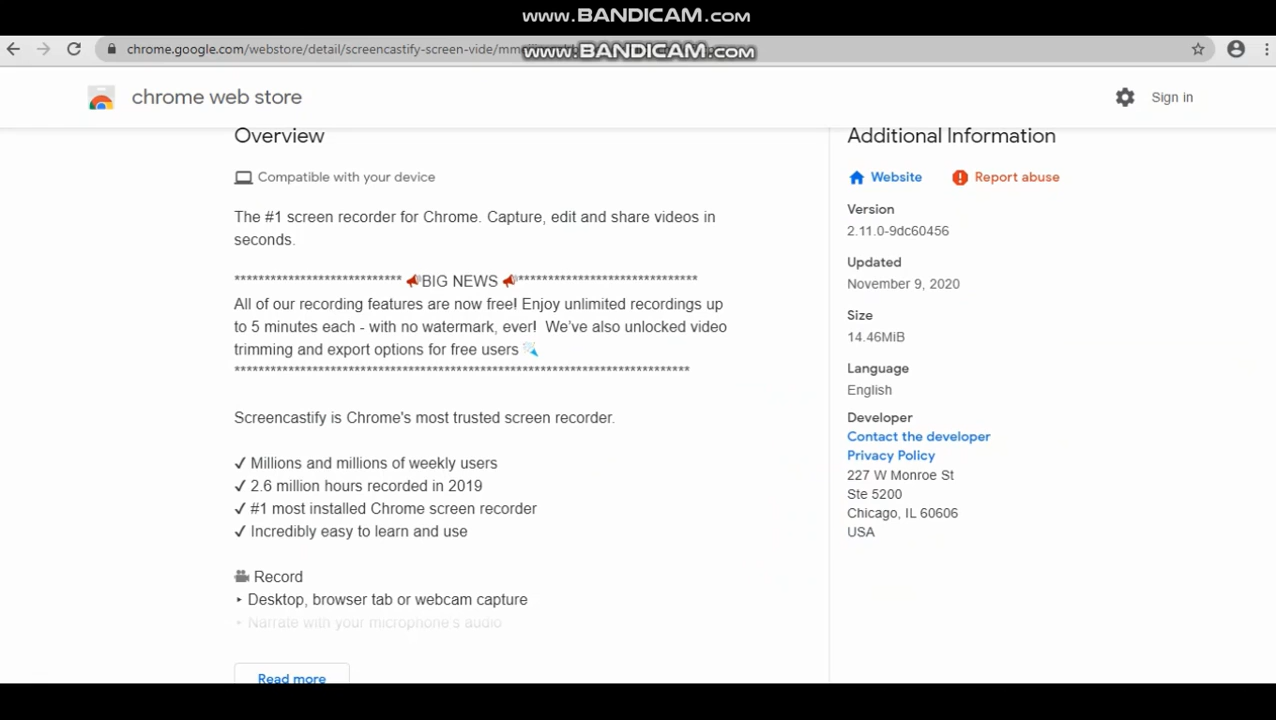 www.BANDICAM.com
chrome.google.com/webstore/detail/screencastify-screen-vide/
www.BANDICAM.com
chrome web store
Sign in
Overview
Additional Information
Compatible with your device
Website
Report abuse
The #1 screen recorder for Chrome. Capture, edit and share videos in
seconds.
Version
2.11.0-9dc60456
Updated
November 9, 2020
**************************** 📣BIG NEWS 📣******************************
All of our recording features are now free! Enjoy unlimited recordings up
to 5 minutes each - with no watermark, ever!  We've also unlocked video
trimming and export options for free users
****************************************************************************
Size
14.46MiB
Language
English
Screencastify is Chrome's most trusted screen recorder.
Developer
Contact the developer
Privacy Policy
227 W Monroe St
Ste 5200
Chicago, IL 60606
USA
✓ Millions and millions of weekly users
✓ 2.6 million hours recorded in 2019
✓ #1 most installed Chrome screen recorder
✓ Incredibly easy to learn and use
🎥 Record
‣ Desktop, browser tab or webcam capture
‣ Narrate with your microphone's audio
Read more